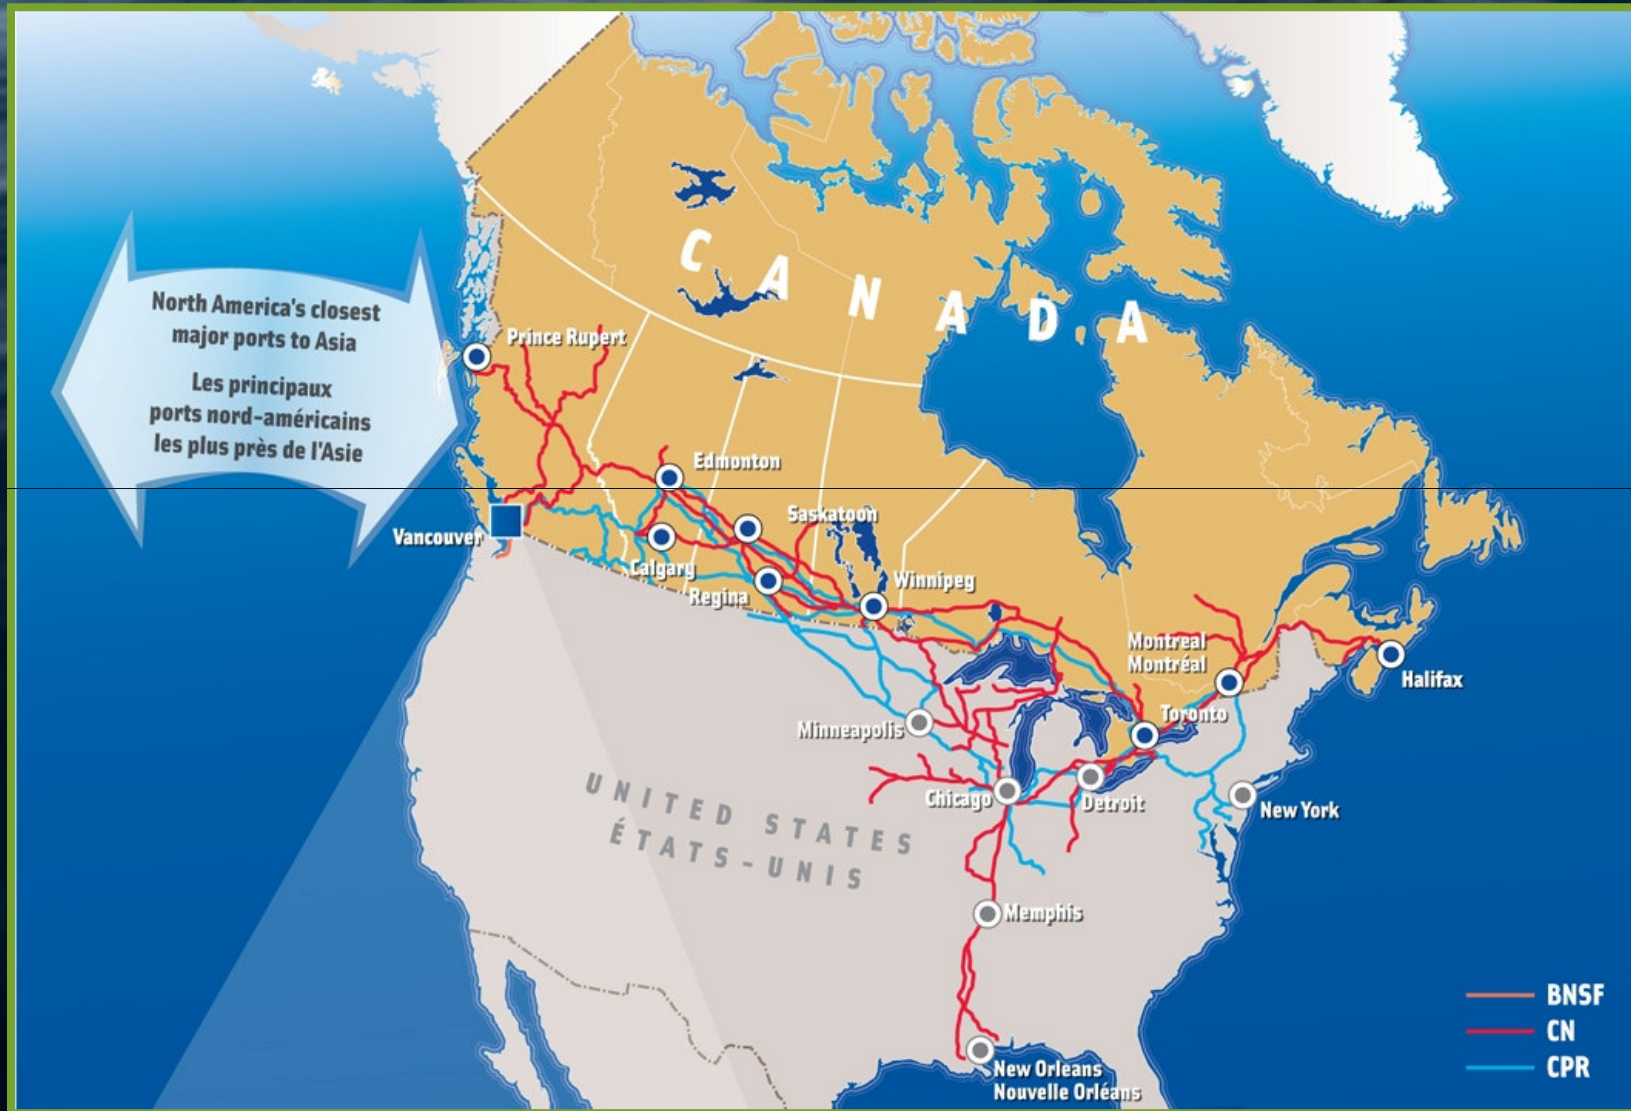 CANADA
North America's closest
major ports to Asia
Les principaux
ports nord-américains
les plus près de l'Asie
Prince Rupert
Edmonton
Saskatoon
Vancouver
Calgary
Regina
Winnipeg
Montreal
Montréal
Halifax
Toronto
Minneapolis
Chicago
Detroit
New York
UNITED STATES
ÉTATS-UNIS
Memphis
New Orleans
Nouvelle Orléans
BNSF
CN
CPR